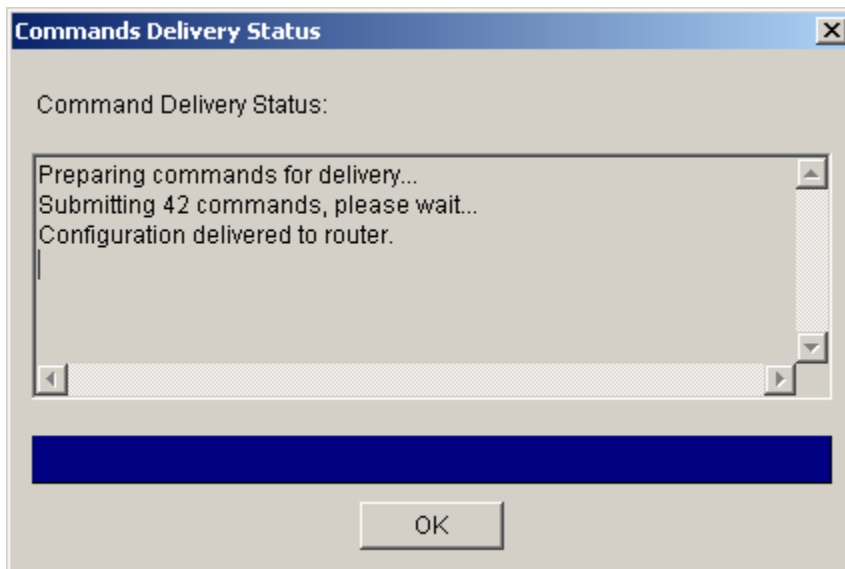 Commands Delivery Status
Command Delivery Status:
Preparing commands for delivery...
Submitting 42 commands, please wait...
Configuration delivered to router.
OK